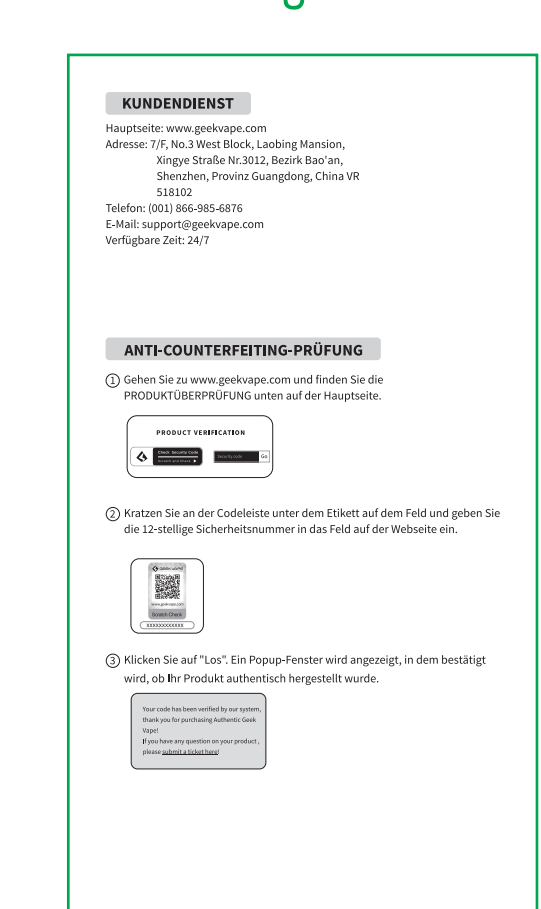 KUNDENDIENST
Hauptseite: www.geekvape.com
Adresse: 7/F, No.3 West Block, Laobing Mansion,
Xingye Straße Nr.3012, Bezirk Bao'an,
Shenzhen, Provinz Guangdong, China VR
518102
Telefon: (001) 866-985-6876
E-Mail: support@geekvape.com
Verfügbare Zeit: 24/7
ANTI-COUNTERFEITING-PRÜFUNG
① Gehen Sie zu www.geekvape.com und finden Sie die
PRODUKTÜBERPRÜFUNG unten auf der Hauptseite.
PRODUCT VERIFICATION
Check Security Code
Scratch and Check
Security code Go
② Kratzen Sie an der Codeleiste unter dem Etikett auf dem Feld und geben Sie
die 12-stellige Sicherheitsnummer in das Feld auf der Webseite ein.
GEEKVAPE
www.geekvape.com
Scratch Check
XXXXXXXXXXXX
③ Klicken Sie auf "Los". Ein Popup-Fenster wird angezeigt, in dem bestätigt
wird, ob Ihr Produkt authentisch hergestellt wurde.
Your code has been verified by our system,
thank you for purchasing Authentic Geek
Vape!
If you have any question on your product ,
please submit a ticket here!